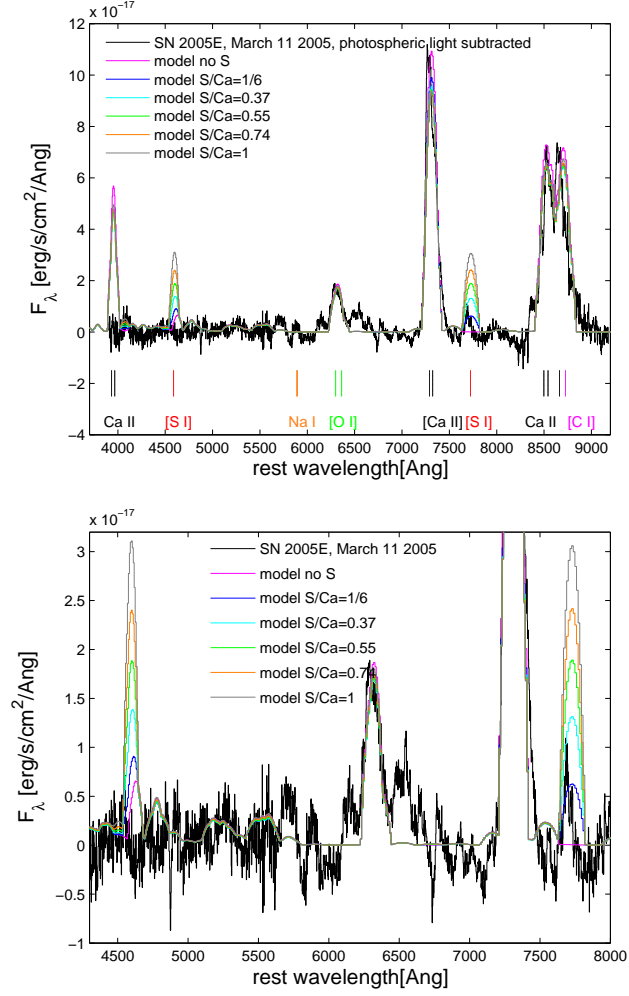 x 10⁻¹⁷
12
10
8
6
4
2
0
−2
−4
F_λ [erg/s/cm²/Ang]
SN 2005E, March 11 2005, photospheric light subtracted
model no S
model S/Ca=1/6
model S/Ca=0.37
model S/Ca=0.55
model S/Ca=0.74
model S/Ca=1
Ca II [S I] Na I [O I] [Ca II] [S I] Ca II [C I]
4000 4500 5000 5500 6000 6500 7000 7500 8000 8500 9000
rest wavelength[Ang]
x 10⁻¹⁷
3
2.5
2
1.5
1
0.5
0
−0.5
−1
F_λ [erg/s/cm²/Ang]
SN 2005E, March 11 2005
model no S
model S/Ca=1/6
model S/Ca=0.37
model S/Ca=0.55
model S/Ca=0.74
model S/Ca=1
4500 5000 5500 6000 6500 7000 7500 8000
rest wavelength[Ang]